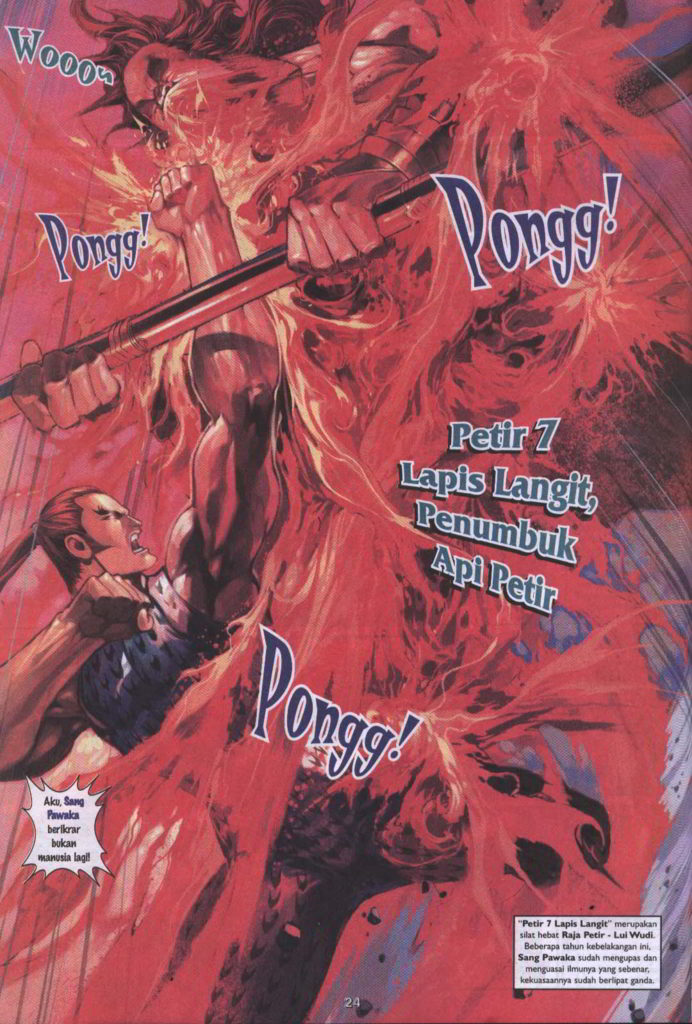 Wooon
Pongg!
Pongg!
Petir 7
Lapis Langit,
Penumbuk
Api Petir
Pongg!
Aku, Sang
Pawaka
berikrar
bukan
manusia lagi!
"Petir 7 Lapis Langit" merupakan
silat hebat Raja Petir - Lui Wudi.
Beberapa tahun kebelakangan ini,
Sang Pawaka sudah mengupas dan
menguasai ilmunya yang sebenar,
kekuasaannya sudah berlipat ganda.
24